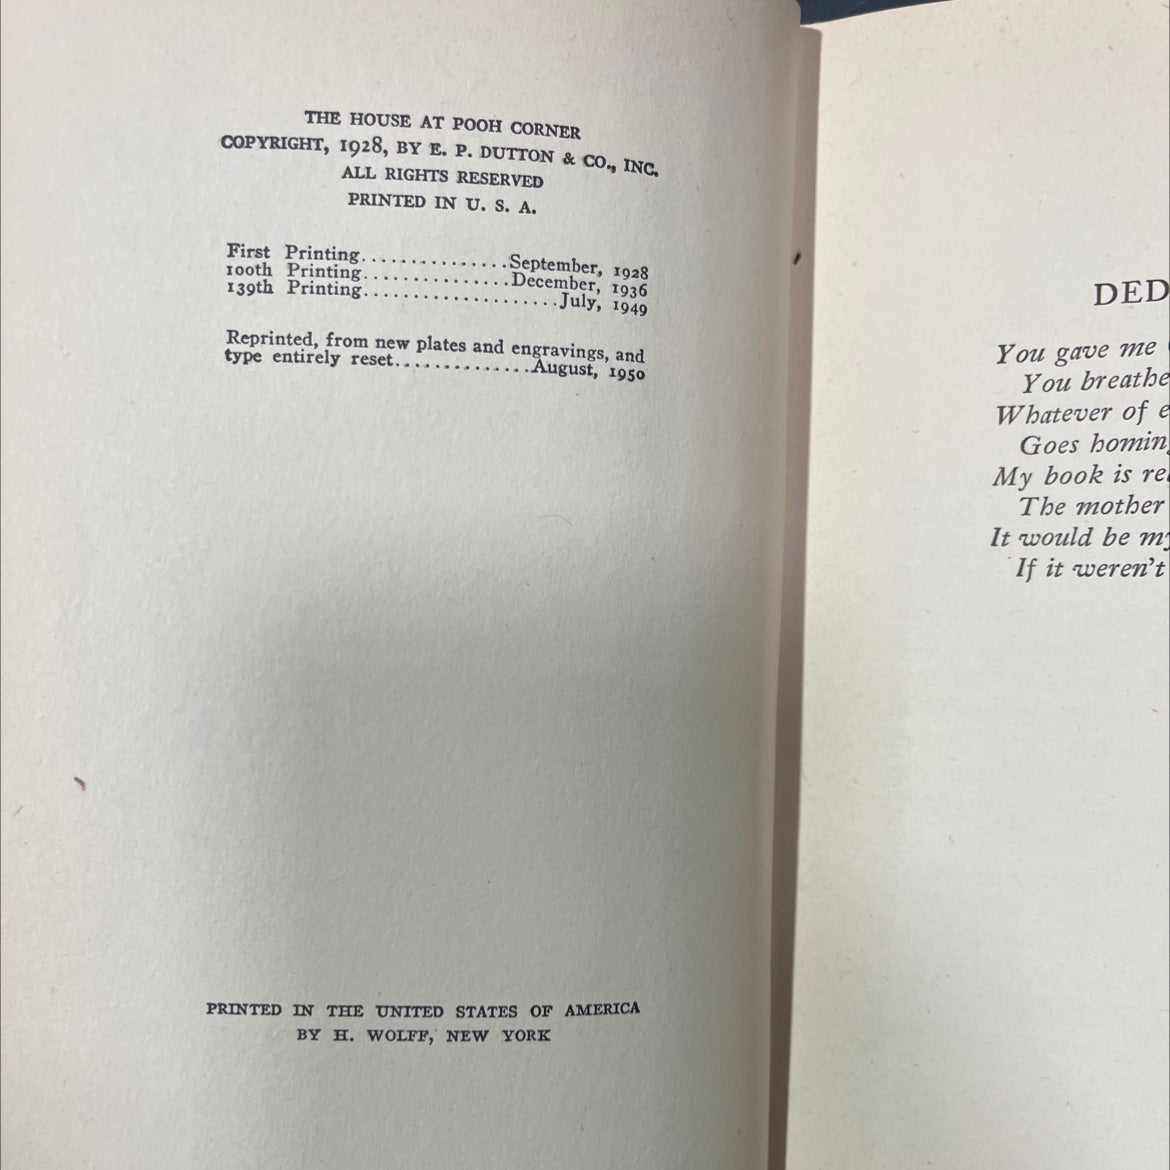 THE HOUSE AT POOH CORNER
COPYRIGHT, 1928, BY E. P. DUTTON & CO., INC.
ALL RIGHTS RESERVED
PRINTED IN U. S. A.
First Printing...............September, 1928
100th Printing...............December, 1936
139th Printing....................July, 1949
Reprinted, from new plates and engravings, and
type entirely reset..............August, 1950
PRINTED IN THE UNITED STATES OF AMERICA
BY H. WOLFF, NEW YORK
DED
You gave me
You breathe
Whatever of e
Goes homin
My book is re
The mother
It would be my
If it weren't